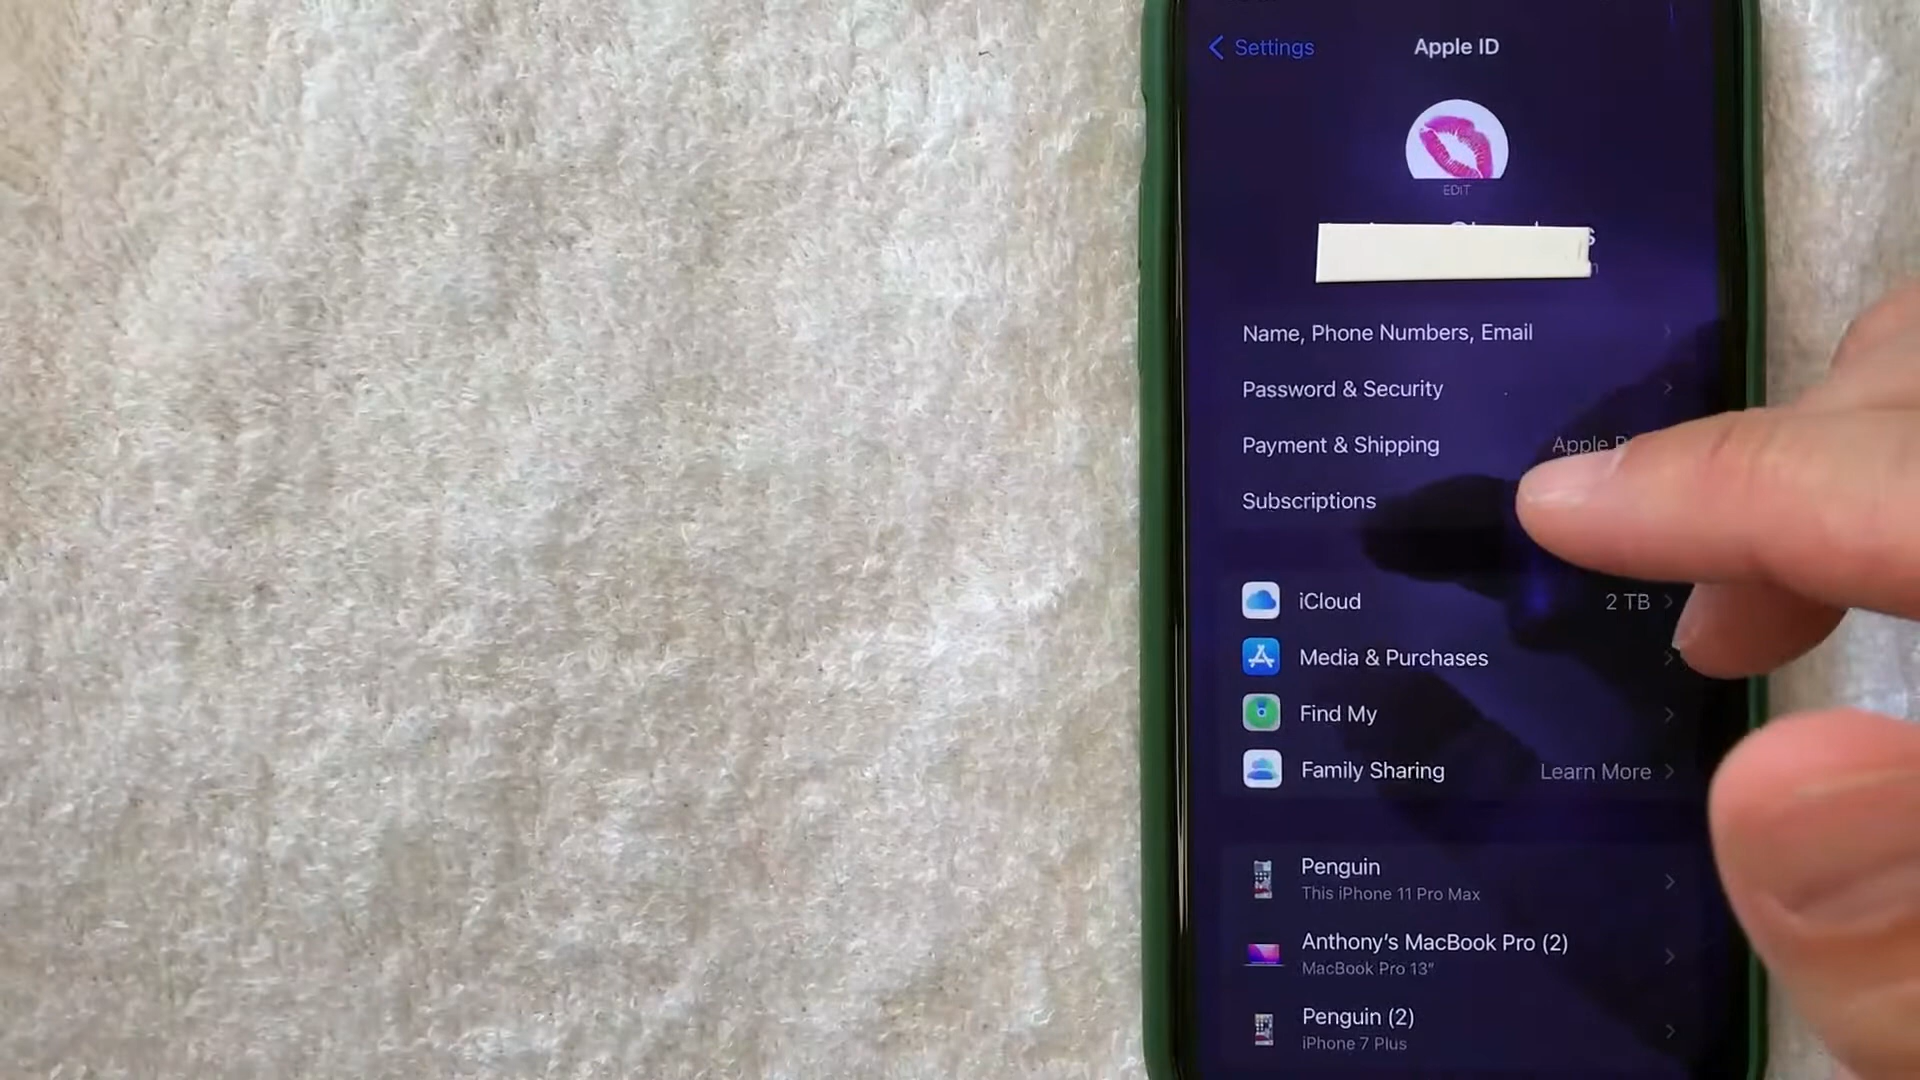 Settings
Apple ID
EDIT
Name, Phone Numbers, Email
Password & Security
Payment & Shipping
Apple
Subscriptions
iCloud
2 TB
Media & Purchases
Find My
Family Sharing
Learn More
Penguin
This iPhone 11 Pro Max
Anthony's MacBook Pro (2)
MacBook Pro 13"
Penguin (2)
iPhone 7 Plus